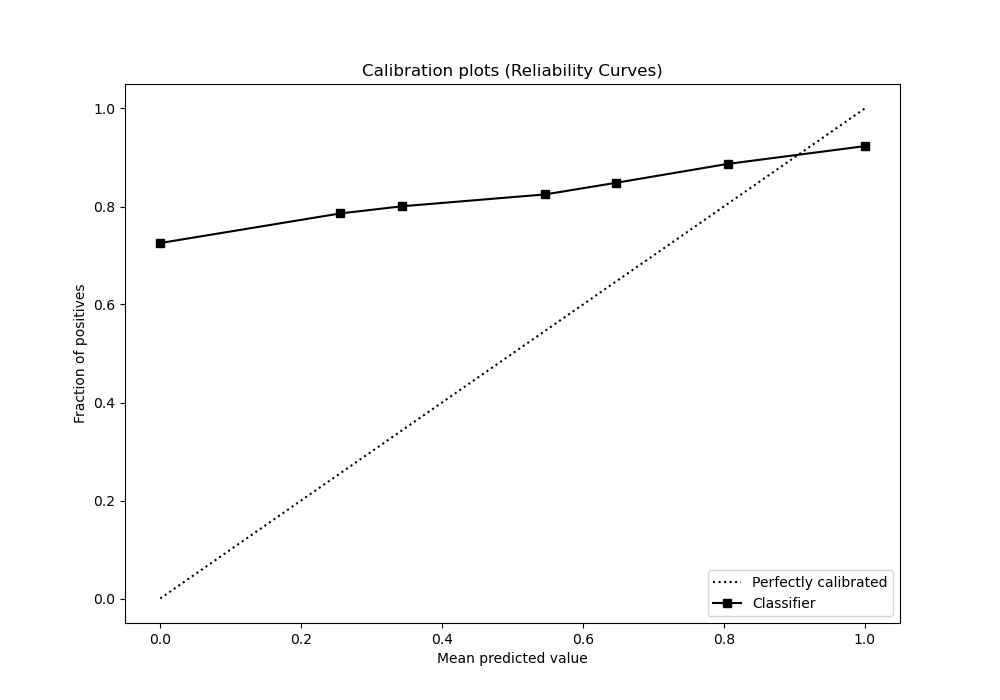 Calibration plots (Reliability Curves)
1.0
0.8
0.6
0.4
0.2
0.0
Fraction of positives
0.0 0.2 0.4 0.6 0.8 1.0
Mean predicted value
Perfectly calibrated
Classifier